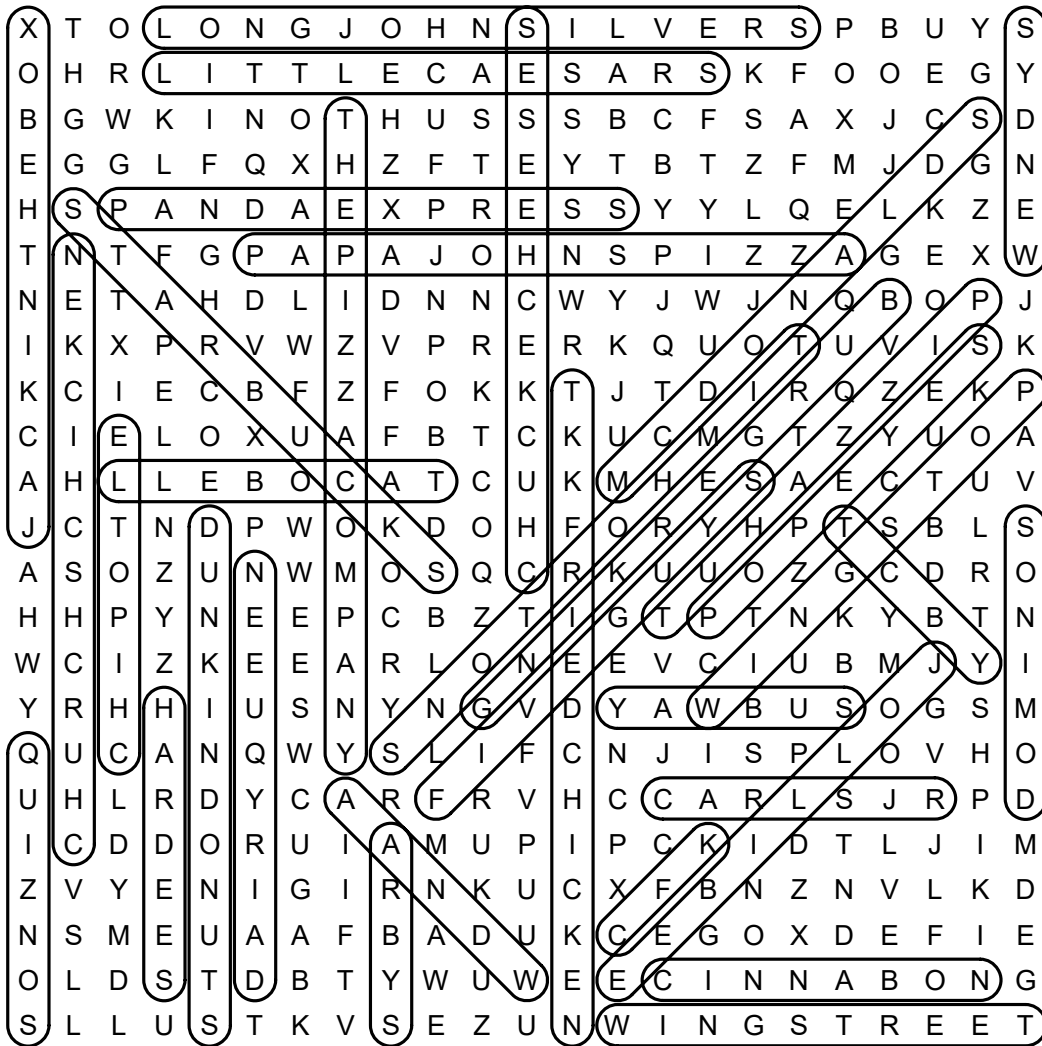 X T O L O N G J O H N S I L V E R S P B U Y S
O H R L I T T L E C A E S A R S K F O O E G Y
B G W K I N O T H U S S S B C F S A X J C S D
E G G L F Q X H Z F T E Y T B T Z F M J D G N
H S P A N D A E X P R E S S Y Y L Q E L K Z E
T N T F G P A P A J O H N S P I Z Z A G E X W
N E T A H D L I D N N C W Y J W J N Q B O P J
I K X P R V W Z V P R E R K Q U O T U V I S K
K C I E C B F Z F O K K T J T D I R Q Z E K P
C I E L O X U A F B T C K U C M G T Z Y U O A
A H L L E B O C A T C U K M H E S A E C T U V
J C T N D P W O K D O H F O R Y H P T S B L S
A S O Z U N W M O S Q C R K U U O Z G C D R O
H H P Y N E E P C B Z T I G T P T N K Y B T N
W C I Z K E E A R L O N E E V C I U B M J Y I
Y R H H I U S N Y N G V D Y A W B U S O G S M
Q U C A N Q W Y S L I F C N J I S P L O V H O
U H L R D Y C A R F R V H C C A R L S J R P D
I C D D O R U I A M U P I P C K I D T L J I M
Z V Y E N I G I R N K U C X F B N Z N V L K D
N S M E U A A F B A D U K C E G O X D E F I E
O L D S T D B T Y W U W E E C I N N A B O N G
S L L U S T K V S E Z U N W I N G S T R E E T